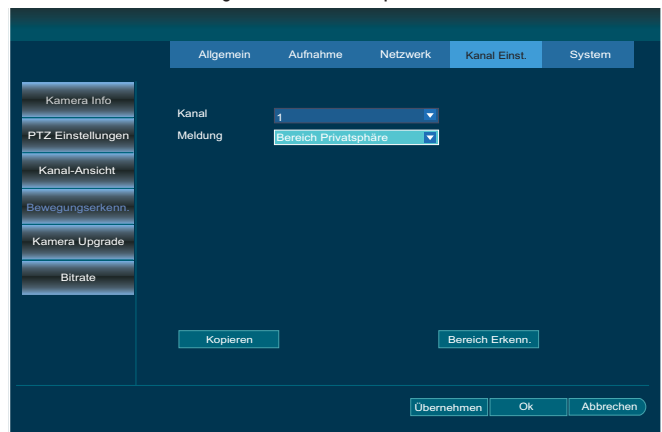 Allgemein Aufnahme Netzwerk Kanal Einst. System
Kamera Info
PTZ Einstellungen
Kanal-Ansicht
Bewegungserkenn.
Kamera Upgrade
Bitrate
Kanal 1
Meldung Bereich Privatsphäre
Kopieren Bereich Erkenn.
Übernehmen Ok Abbrechen